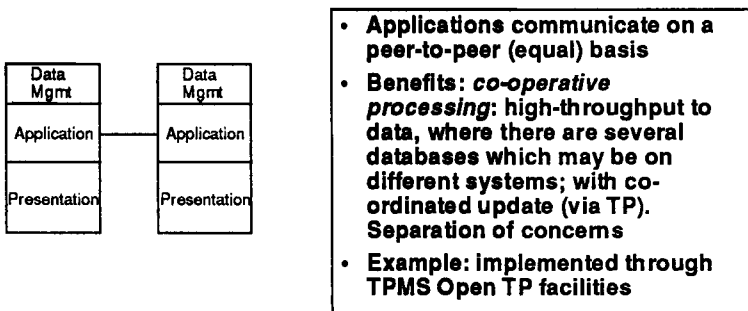 Data
Mgmt
Application
Presentation
Data
Mgmt
Application
Presentation
• Applications communicate on a
peer-to-peer (equal) basis
• Benefits: co-operative
processing: high-throughput to
data, where there are several
databases which may be on
different systems; with co-
ordinated update (via TP).
Separation of concerns
• Example: implemented through
TPMS Open TP facilities